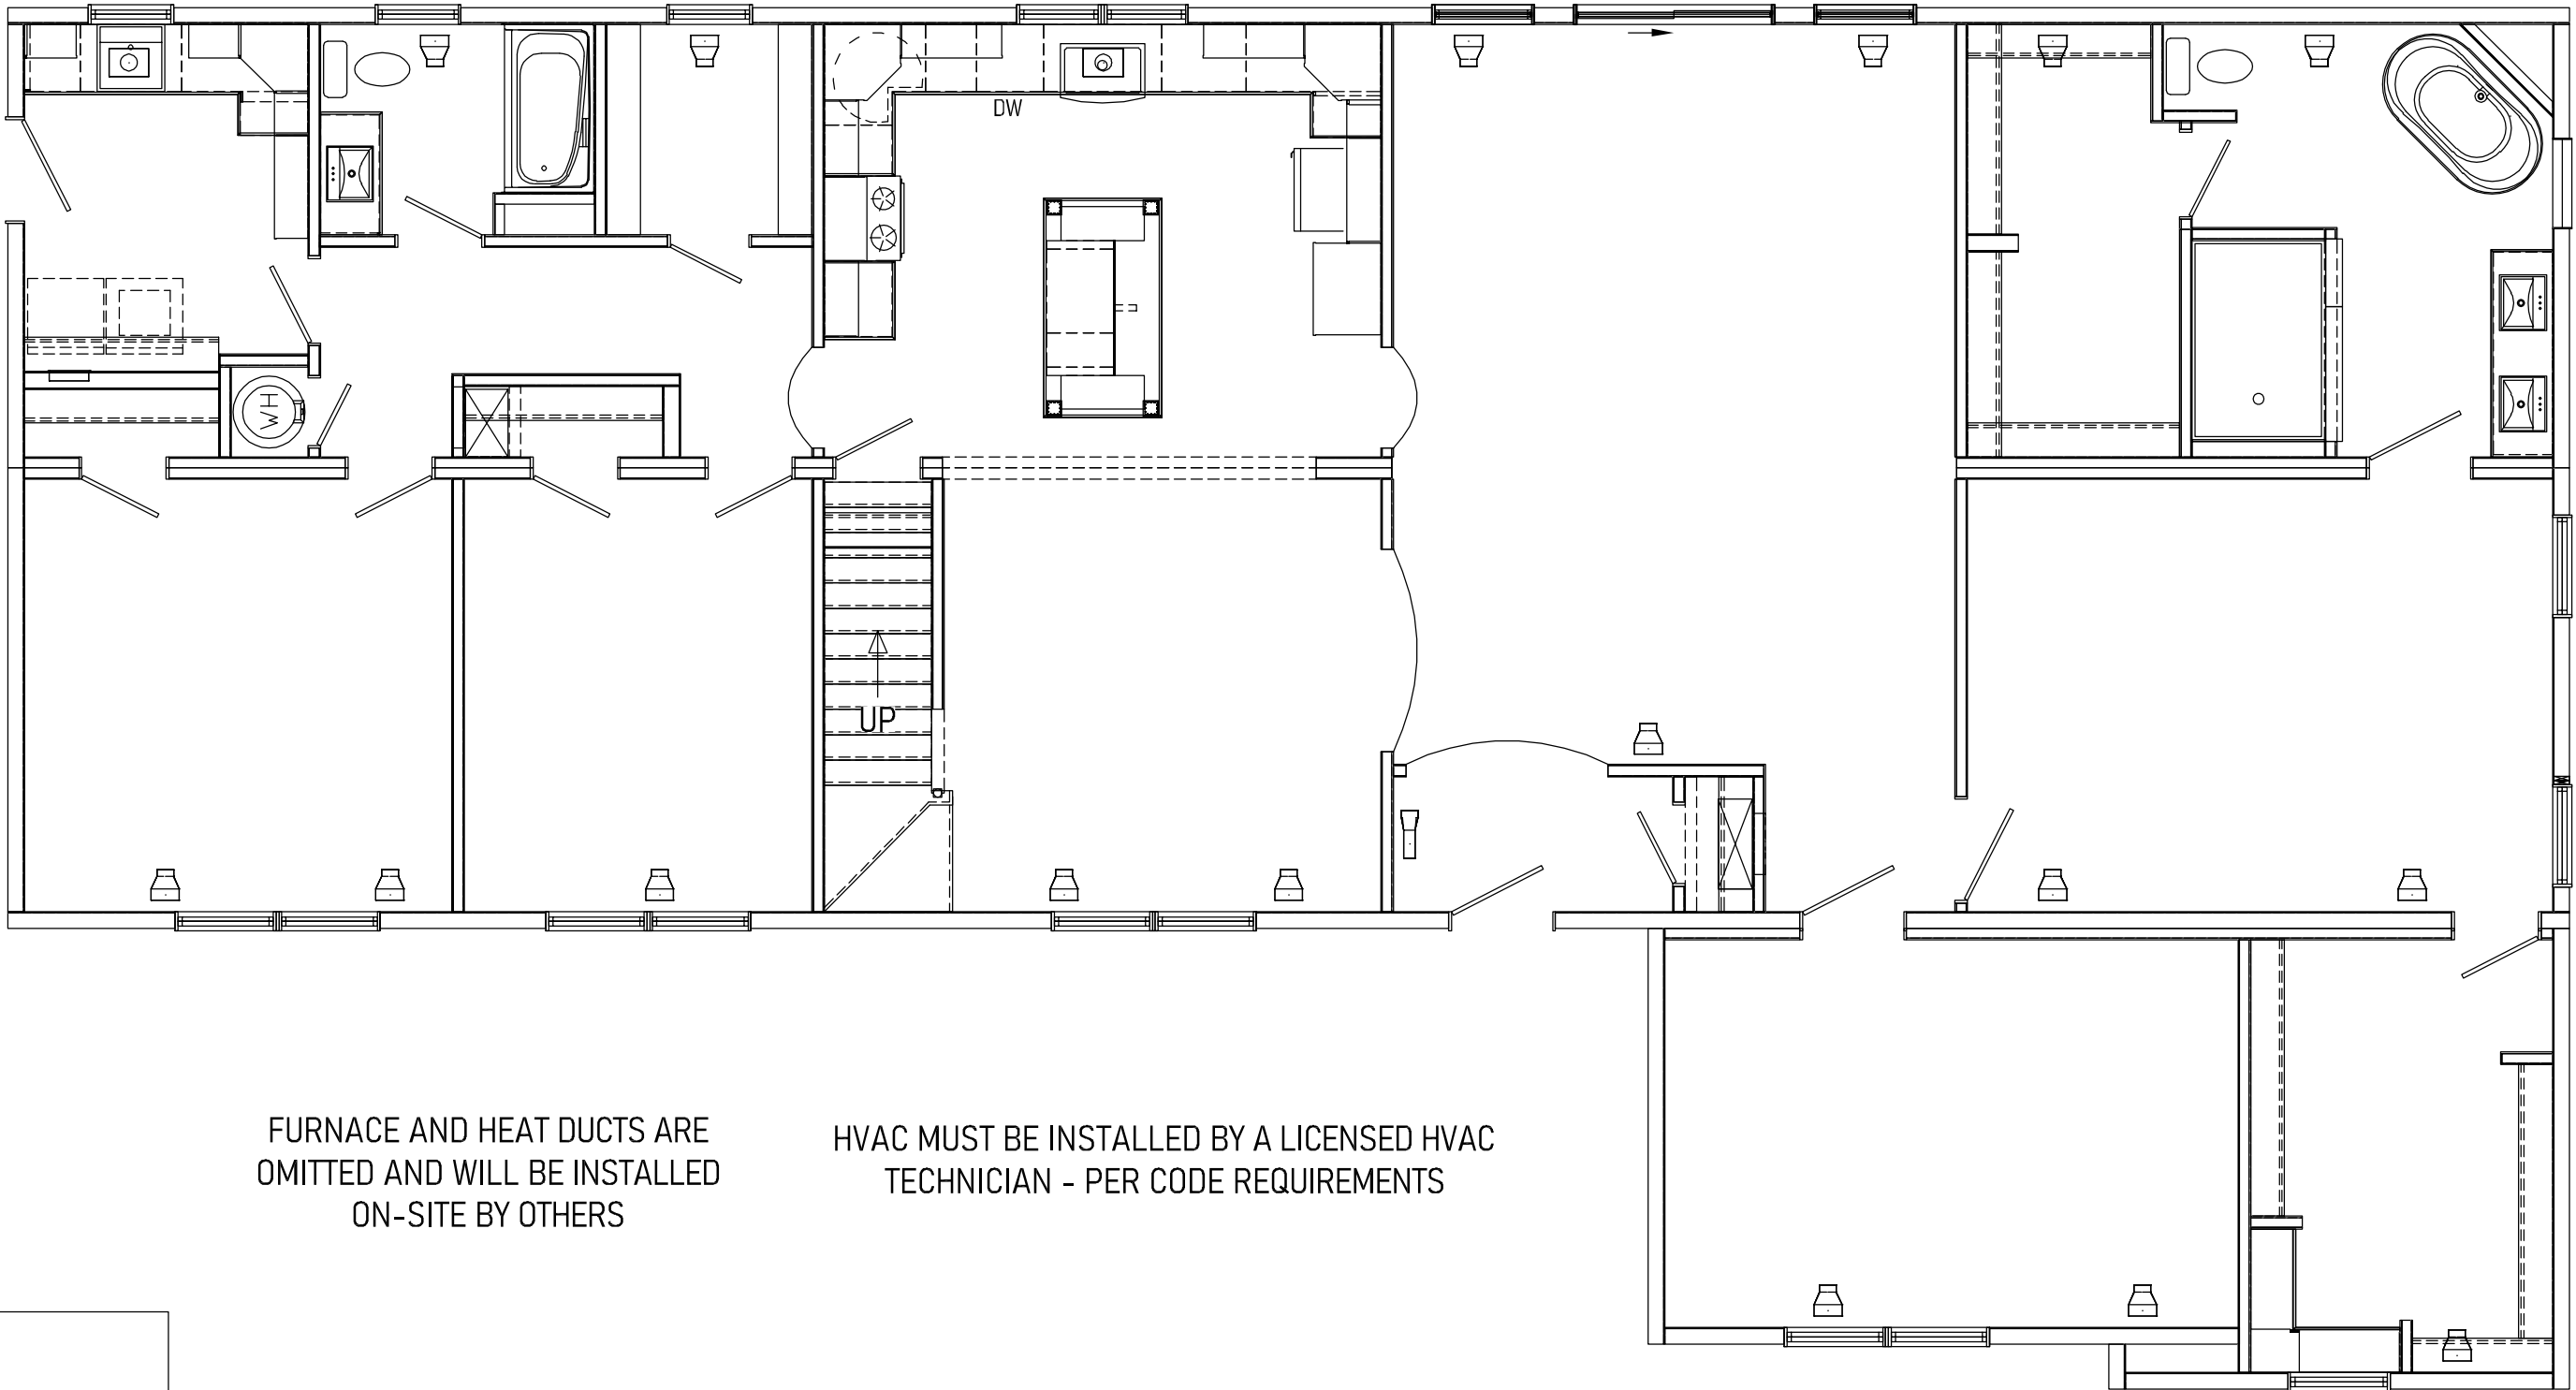 DW
WH
UP
FURNACE AND HEAT DUCTS ARE
OMITTED AND WILL BE INSTALLED
ON-SITE BY OTHERS
HVAC MUST BE INSTALLED BY A LICENSED HVAC
TECHNICIAN - PER CODE REQUIREMENTS